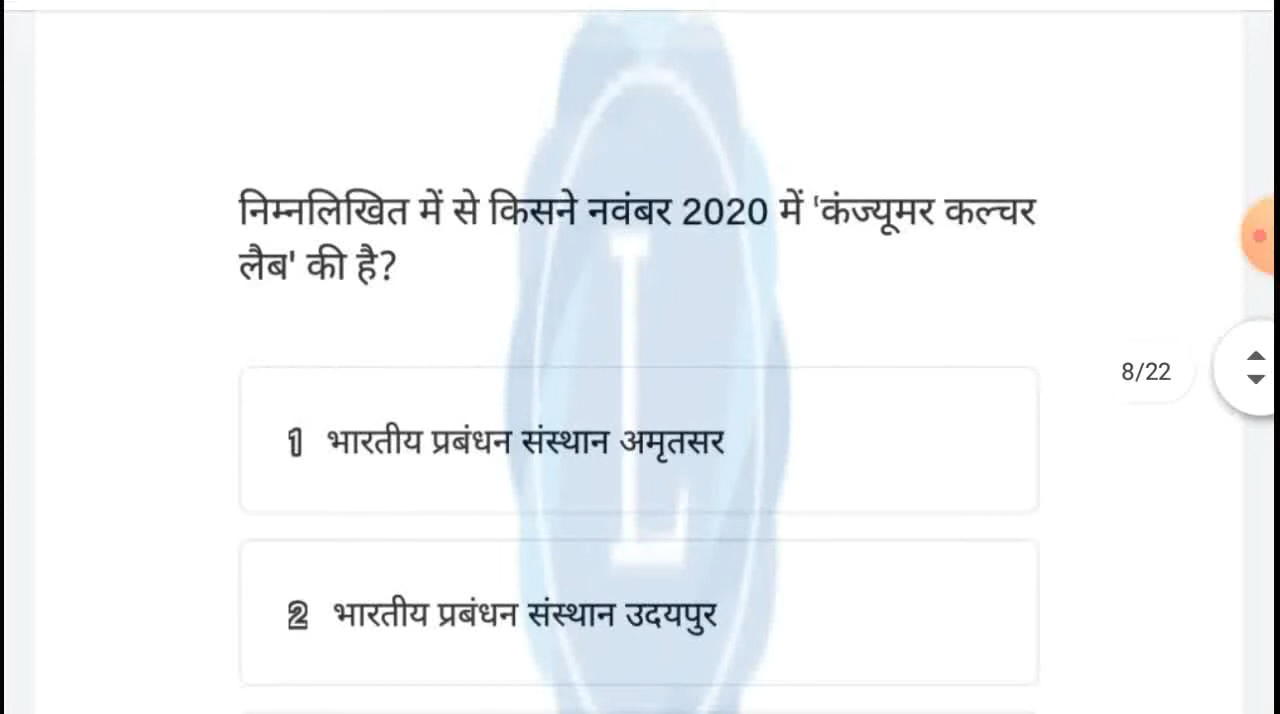 निम्नलिखित में से किसने नवंबर 2020 में 'कंज्यूमर कल्चर
लैब' की है?
8/22
1 भारतीय प्रबंधन संस्थान अमृतसर
2 भारतीय प्रबंधन संस्थान उदयपुर
L